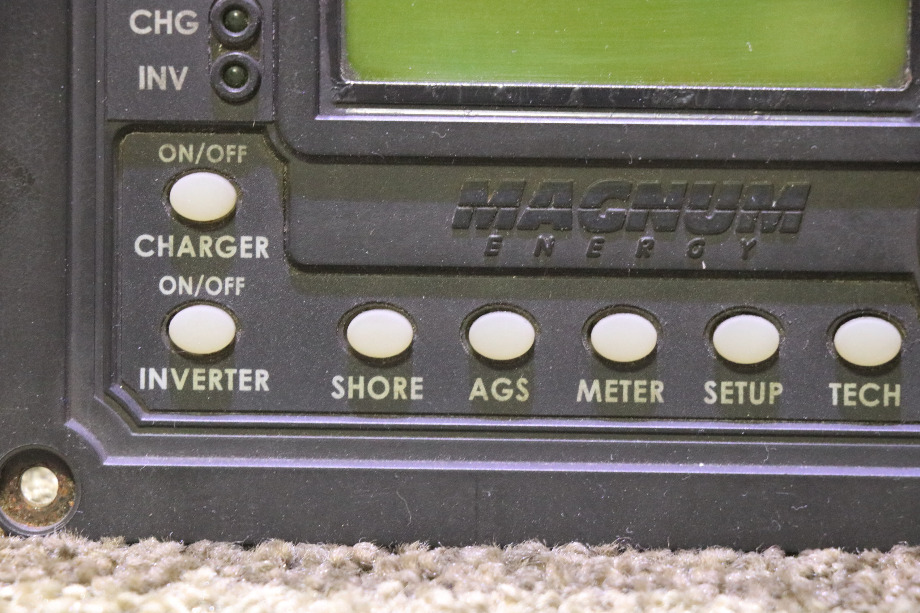 CHG
INV
ON/OFF
CHARGER
ON/OFF
INVERTER
MAGNUM
ENERGY
SHORE
AGS
METER
SETUP
TECH